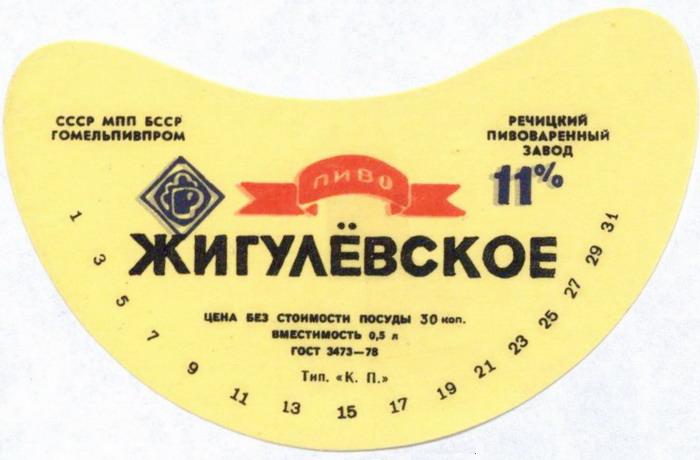 СССР МПП БССР
ГОМЕЛЬПИВПРОМ
РЕЧИЦКИЙ
ПИВОВАРЕННЫЙ
ЗАВОД
11%
ПИВО
ЖИГУЛЁВСКОЕ
ЦЕНА БЕЗ СТОИМОСТИ ПОСУДЫ 30 КОП.
ВМЕСТИМОСТЬ 0,5 л
ГОСТ 3473—78
Тип. «К. П.»
1 3 5 7 9 11 13 15 17 19 21 23 25 27 29 31